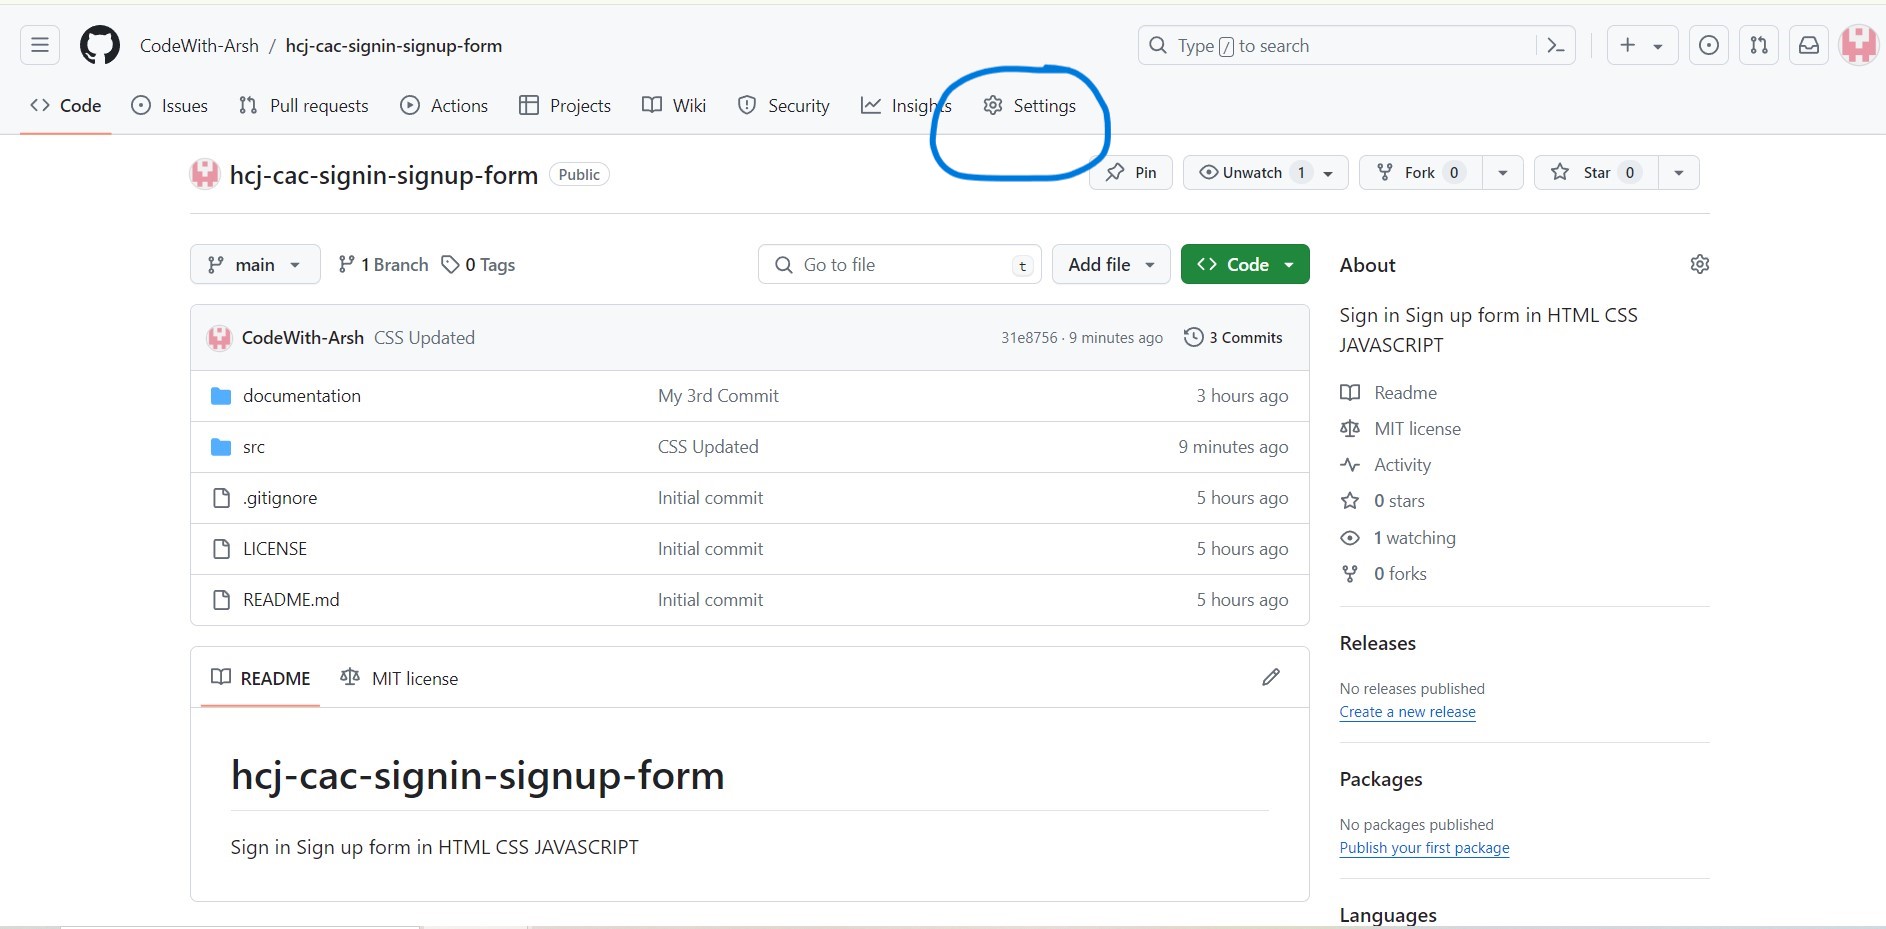 CodeWith-Arsh / hcj-cac-signin-signup-form
Type / to search
Code Issues Pull requests Actions Projects Wiki Security Insights Settings
hcj-cac-signin-signup-form Public
Pin Unwatch 1 Fork 0 Star 0
main 1 Branch 0 Tags Go to file t Add file Code
CodeWith-Arsh CSS Updated 31e8756 · 9 minutes ago 3 Commits
documentation My 3rd Commit 3 hours ago
src CSS Updated 9 minutes ago
.gitignore Initial commit 5 hours ago
LICENSE Initial commit 5 hours ago
README.md Initial commit 5 hours ago
README MIT license
hcj-cac-signin-signup-form
Sign in Sign up form in HTML CSS JAVASCRIPT
About
Sign in Sign up form in HTML CSS
JAVASCRIPT
Readme
MIT license
Activity
0 stars
1 watching
0 forks
Releases
No releases published
Create a new release
Packages
No packages published
Publish your first package
Languages